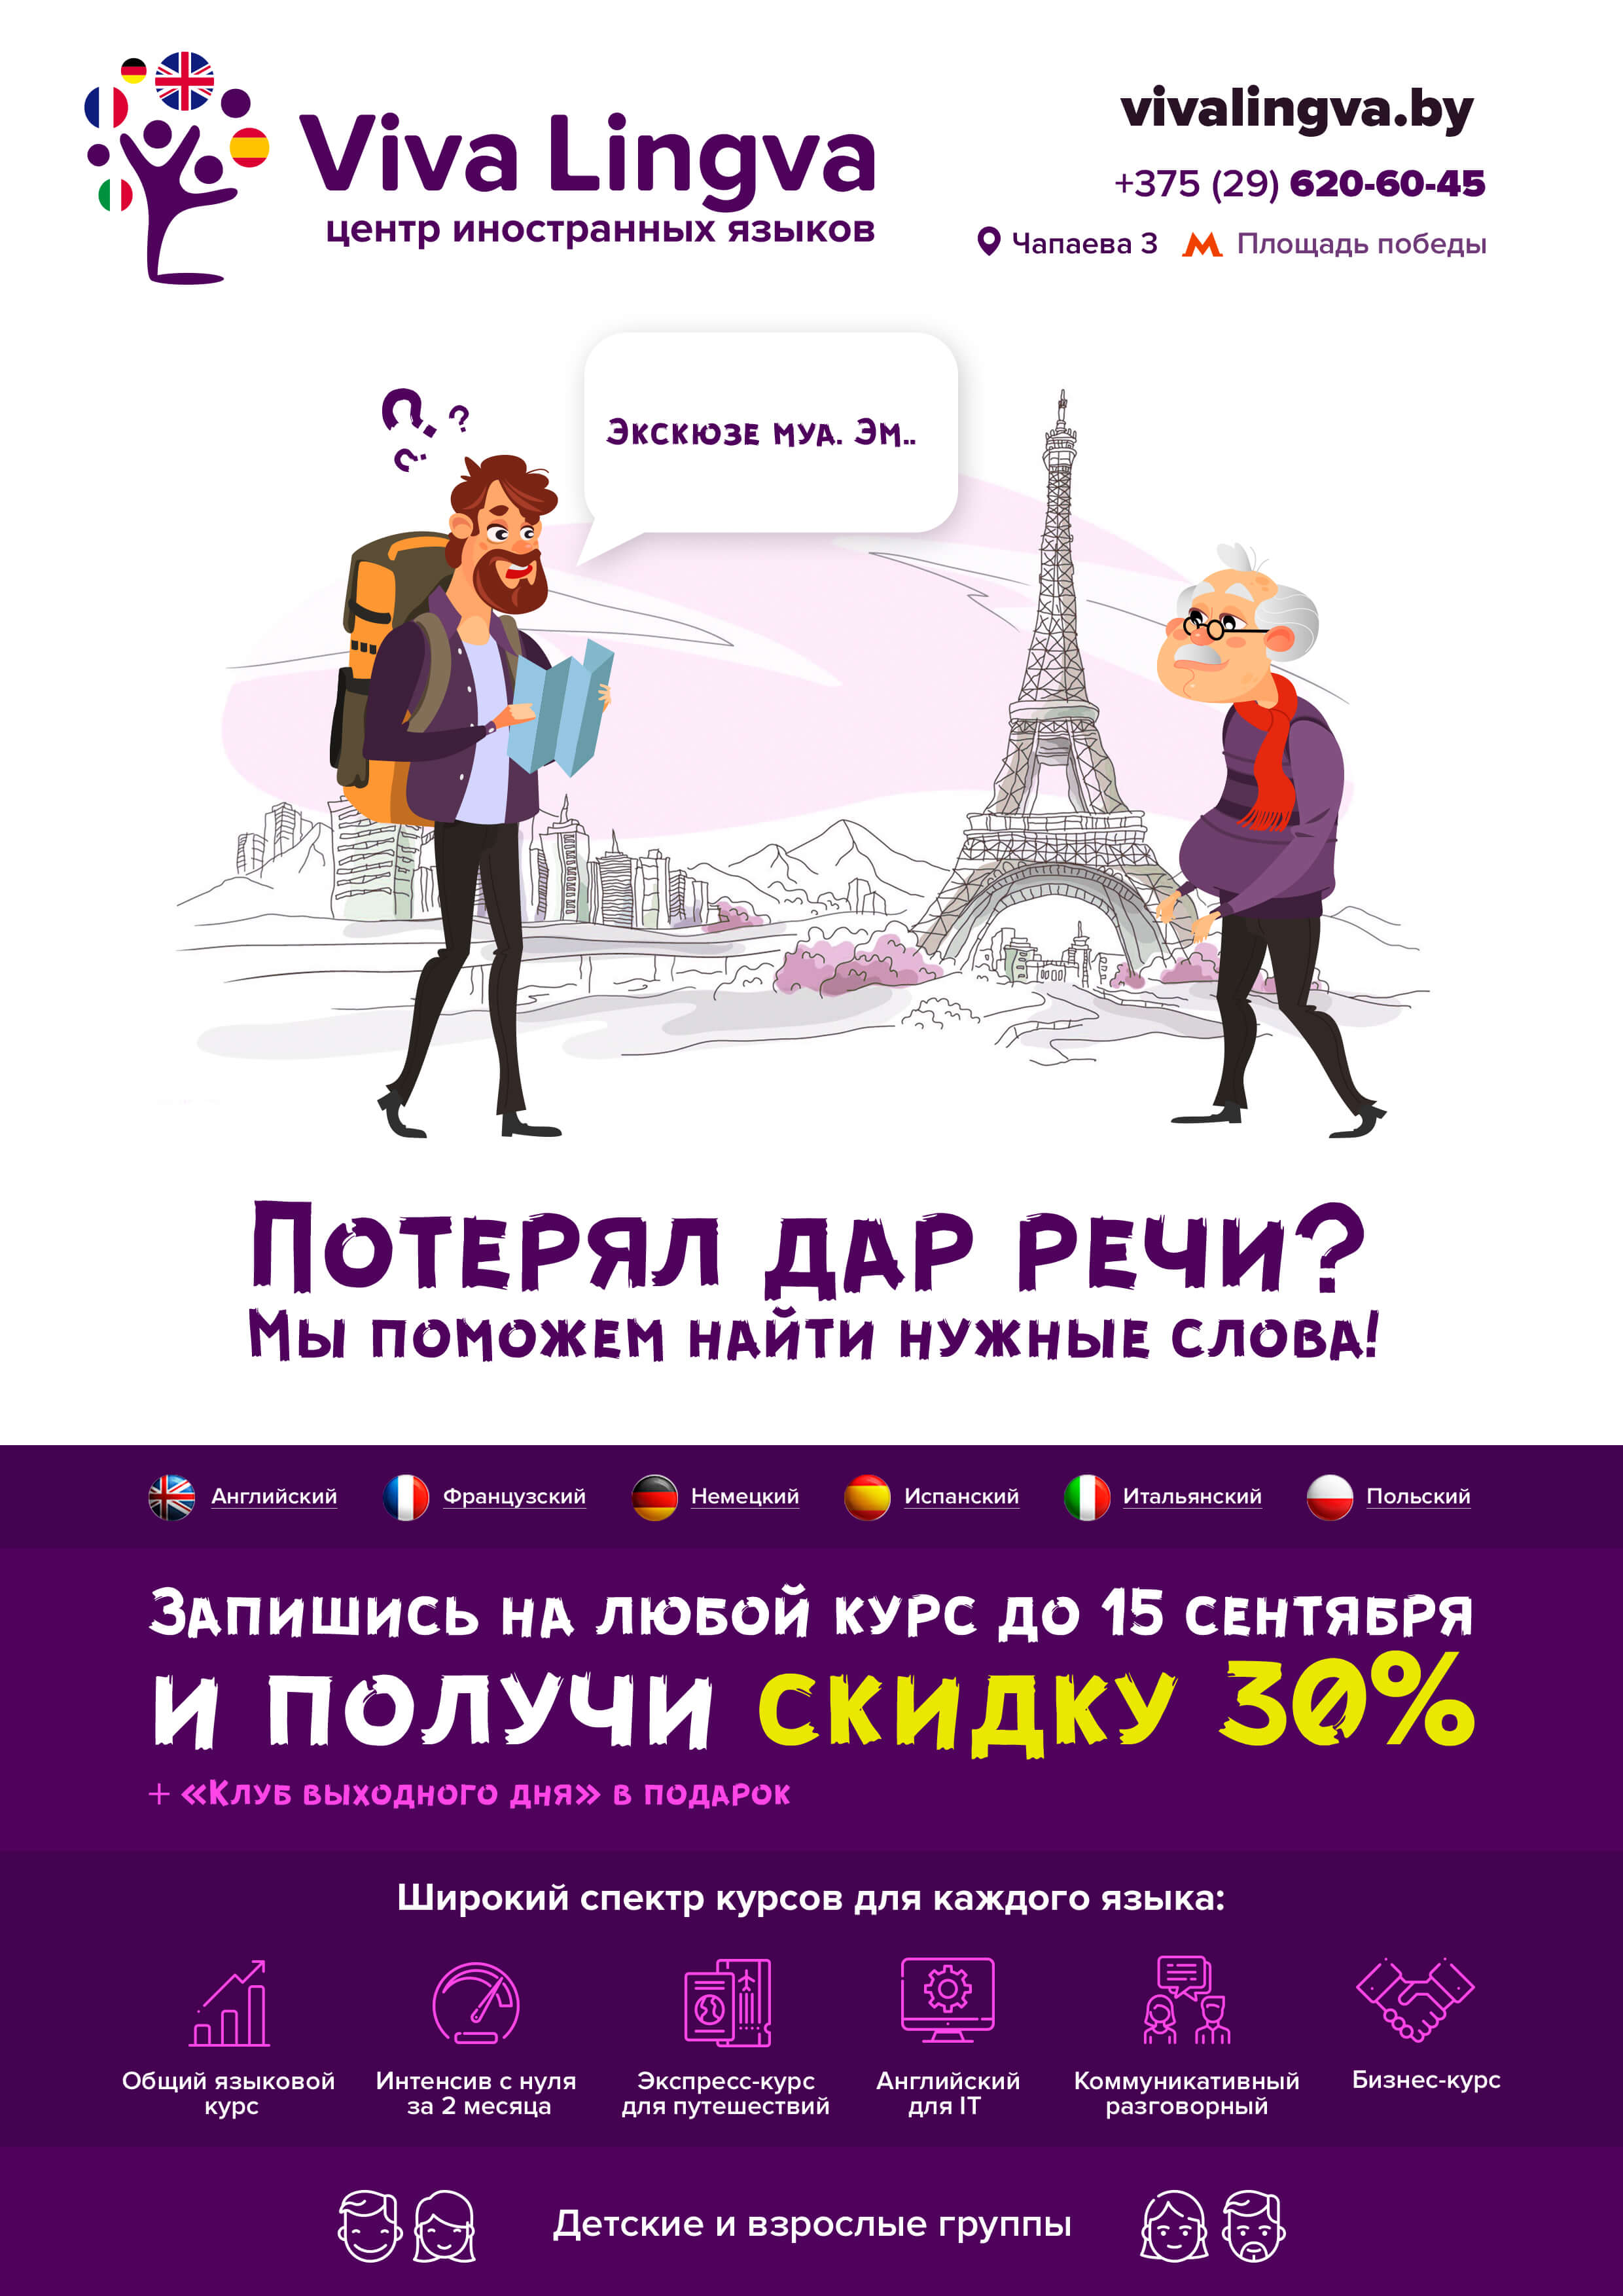 Viva Lingva
центр иностранных языков
vivalingva.by
+375 (29) 620-60-45
Чапаева 3 М Площадь победы
? ? ?
Экскюзе муа. Эм..
Потерял дар речи?
Мы поможем найти нужные слова!
Английский Французский Немецкий Испанский Итальянский Польский
Запишись на любой курс до 15 сентября
и получи скидку 30%
+ «Клуб выходного дня» в подарок
Широкий спектр курсов для каждого языка:
Общий языковой
курс
Интенсив с нуля
за 2 месяца
Экспресс-курс
для путешествий
Английский
для IT
Коммуникативный
разговорный
Бизнес-курс
Детские и взрослые группы